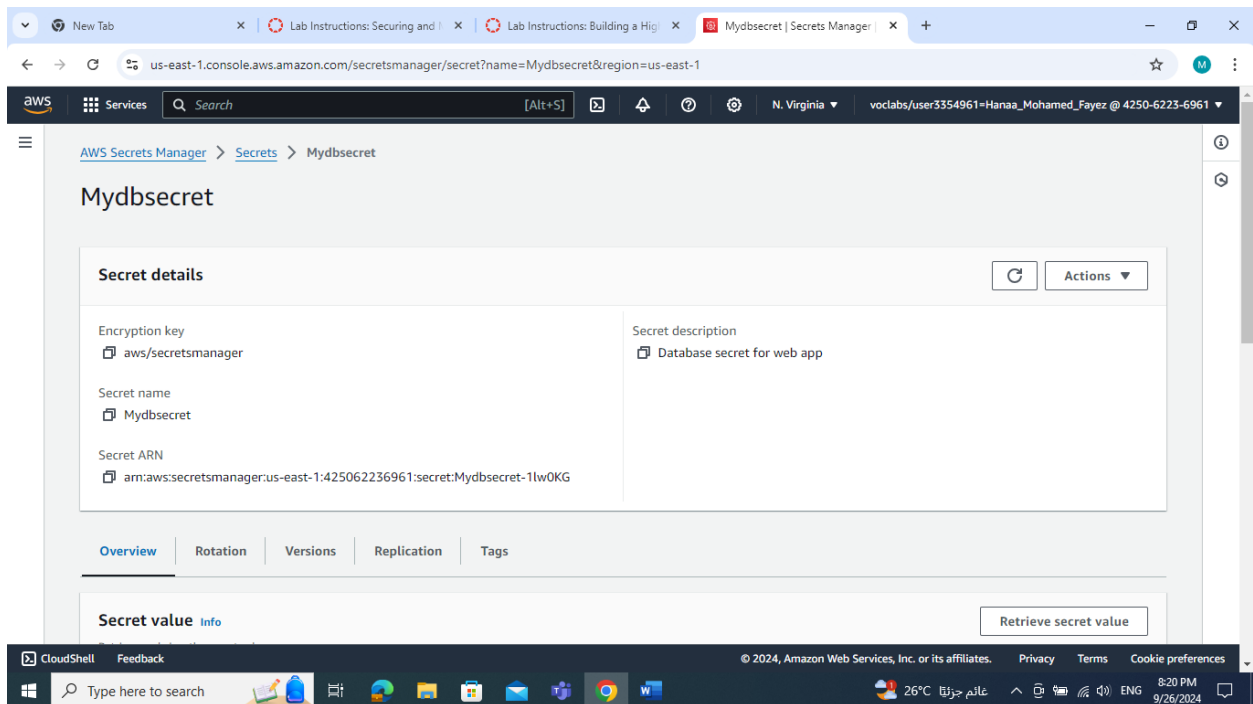 New Tab
Lab Instructions: Securing and
Lab Instructions: Building a Hig
Mydbsecret | Secrets Manager |
us-east-1.console.aws.amazon.com/secretsmanager/secret?name=Mydbsecret&region=us-east-1
M
aws Services Search [Alt+S] N. Virginia voclabs/user3354961=Hanaa_Mohamed_Fayez @ 4250-6223-6961
AWS Secrets Manager > Secrets > Mydbsecret
Mydbsecret
Secret details
Actions
Encryption key
aws/secretsmanager
Secret description
Database secret for web app
Secret name
Mydbsecret
Secret ARN
arn:aws:secretsmanager:us-east-1:425062236961:secret:Mydbsecret-1lw0KG
Overview Rotation Versions Replication Tags
Secret value Info
Retrieve secret value
CloudShell Feedback © 2024, Amazon Web Services, Inc. or its affiliates. Privacy Terms Cookie preferences
Type here to search
26°C غائم جزئيًا
ENG
8:20 PM
9/26/2024